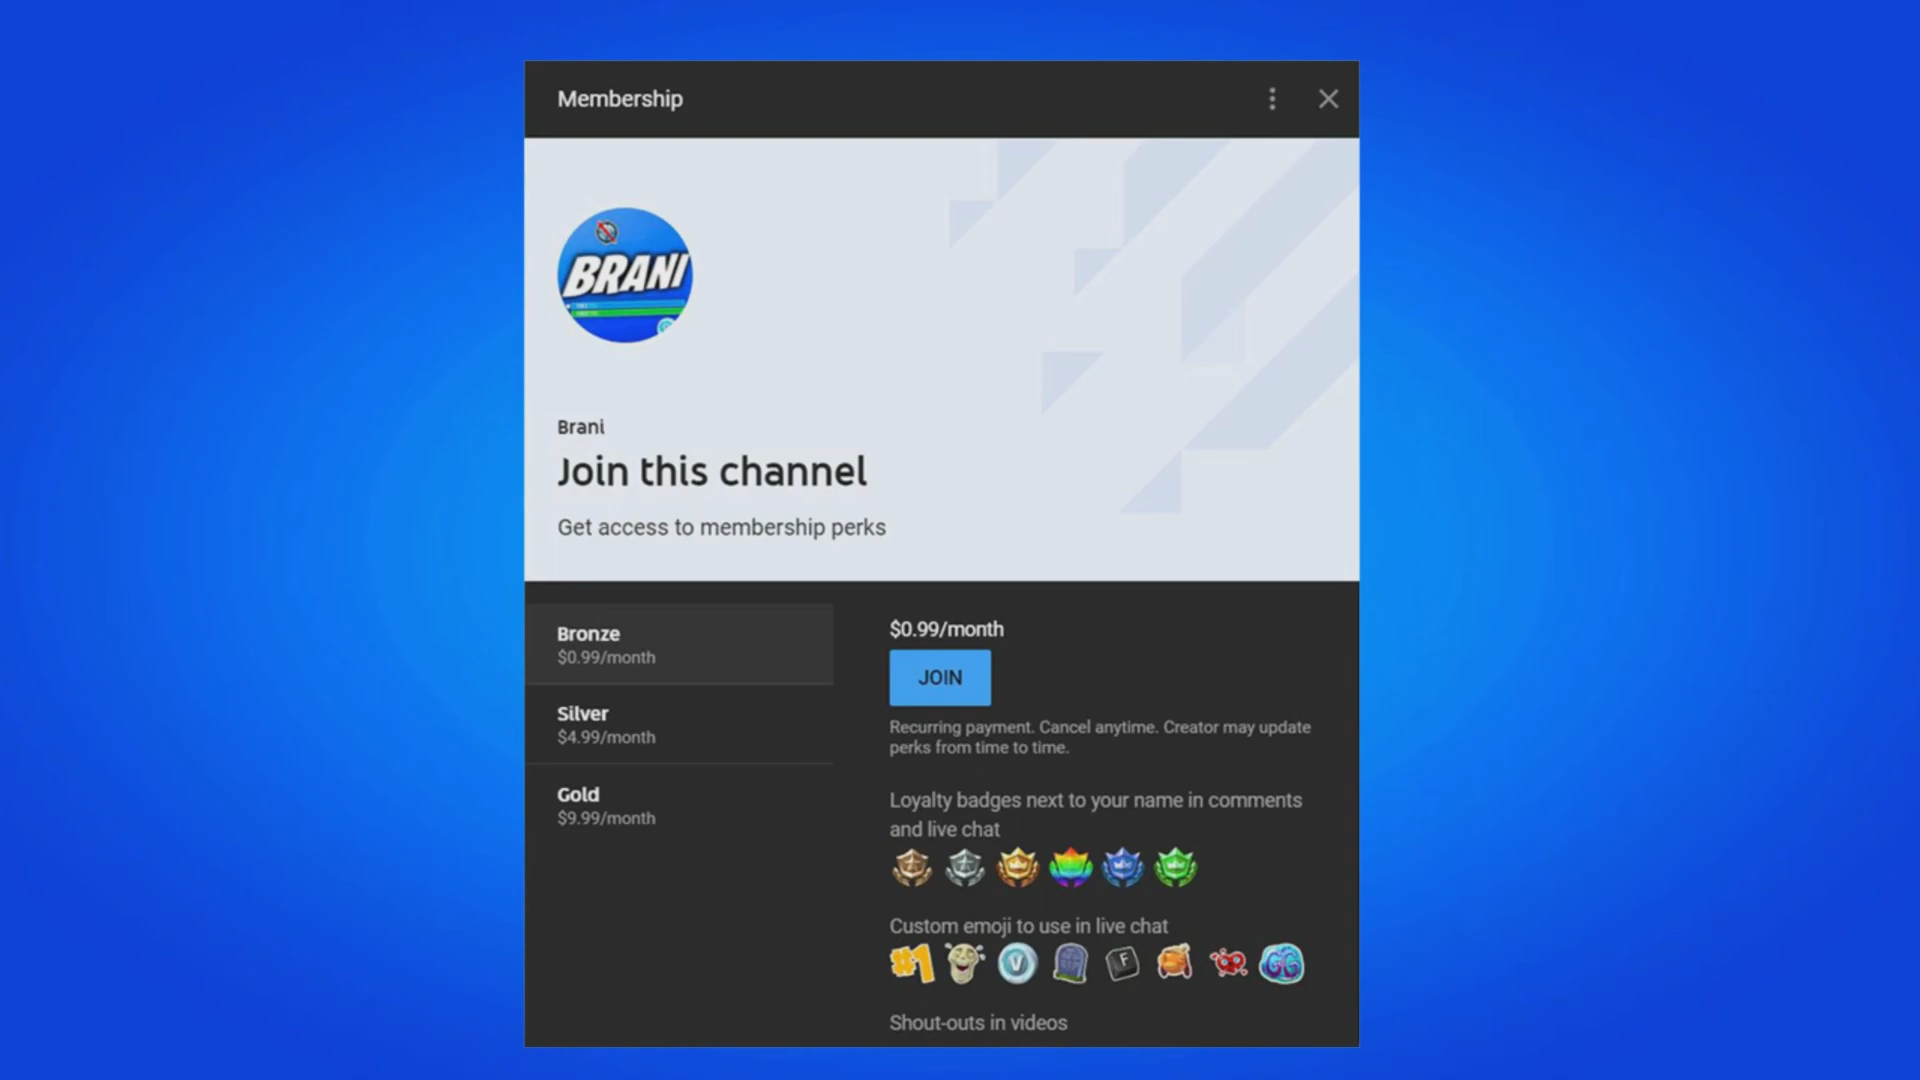 Membership
BRANI
Brani
Join this channel
Get access to membership perks
Bronze
$0.99/month
Silver
$4.99/month
Gold
$9.99/month
$0.99/month
JOIN
Recurring payment. Cancel anytime. Creator may update
perks from time to time.
Loyalty badges next to your name in comments
and live chat
Custom emoji to use in live chat
#1 V F GG
Shout-outs in videos